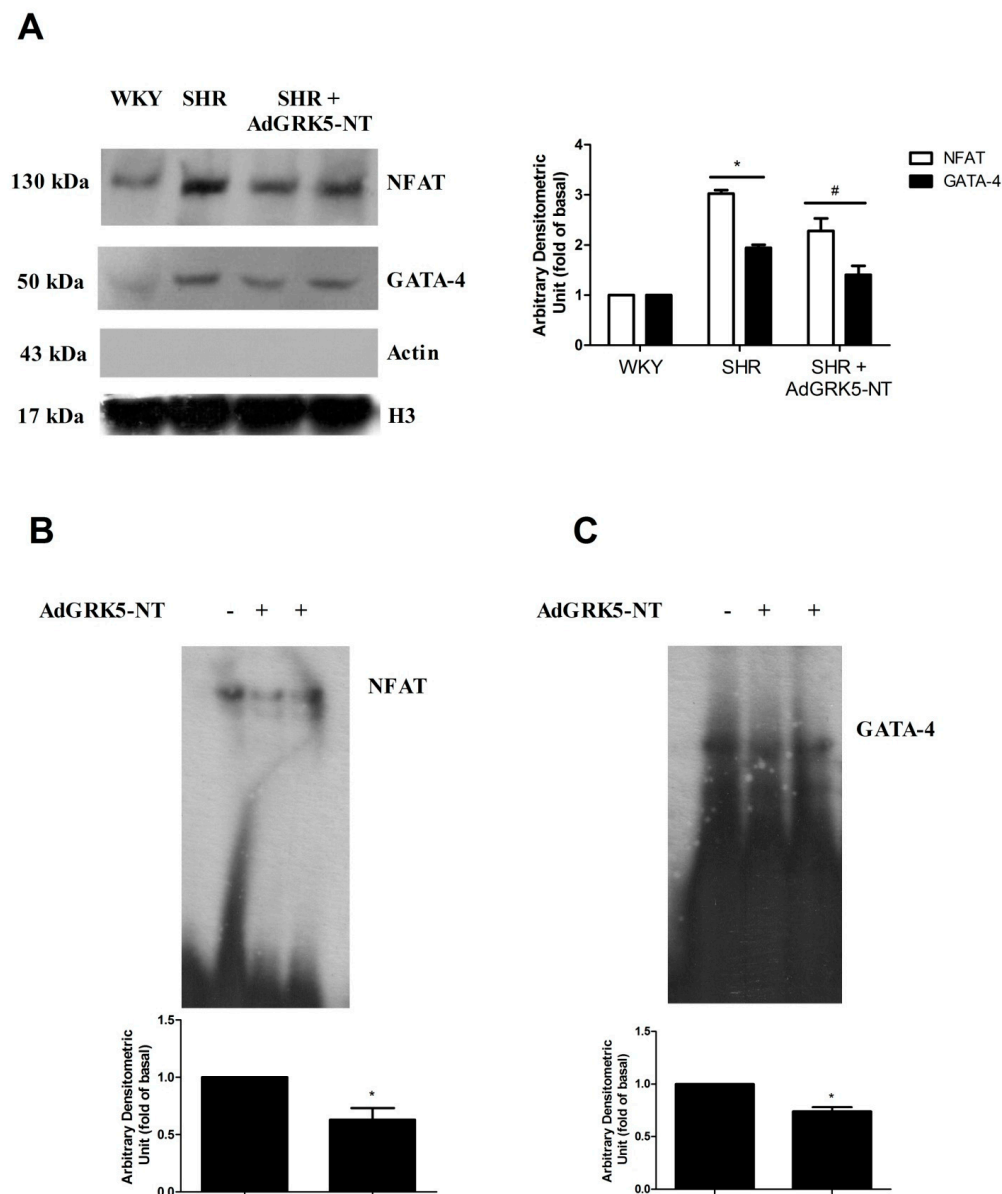 A
WKY SHR SHR +
AdGRK5-NT
130 kDa NFAT
50 kDa GATA-4
43 kDa Actin
17 kDa H3
Arbitrary Densitometric
Unit (fold of basal)
4
3
2
1
0
*
#
WKY SHR SHR +
AdGRK5-NT
NFAT
GATA-4
B
AdGRK5-NT - + +
NFAT
Arbitrary Densitometric
Unit (fold of basal)
1.5
1.0
0.5
0.0
*
C
AdGRK5-NT - + +
GATA-4
Arbitrary Densitometric
Unit (fold of basal)
1.5
1.0
0.5
0.0
*